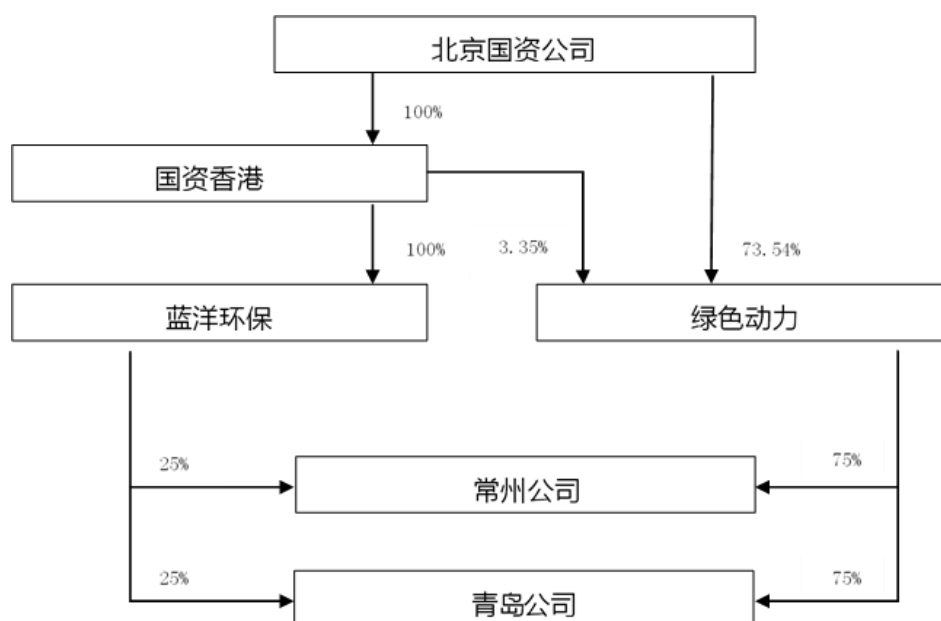 北京国资公司
100%
国资香港
100%
3.35%
73.54%
蓝洋环保
绿色动力
25%
75%
常州公司
25%
75%
青岛公司